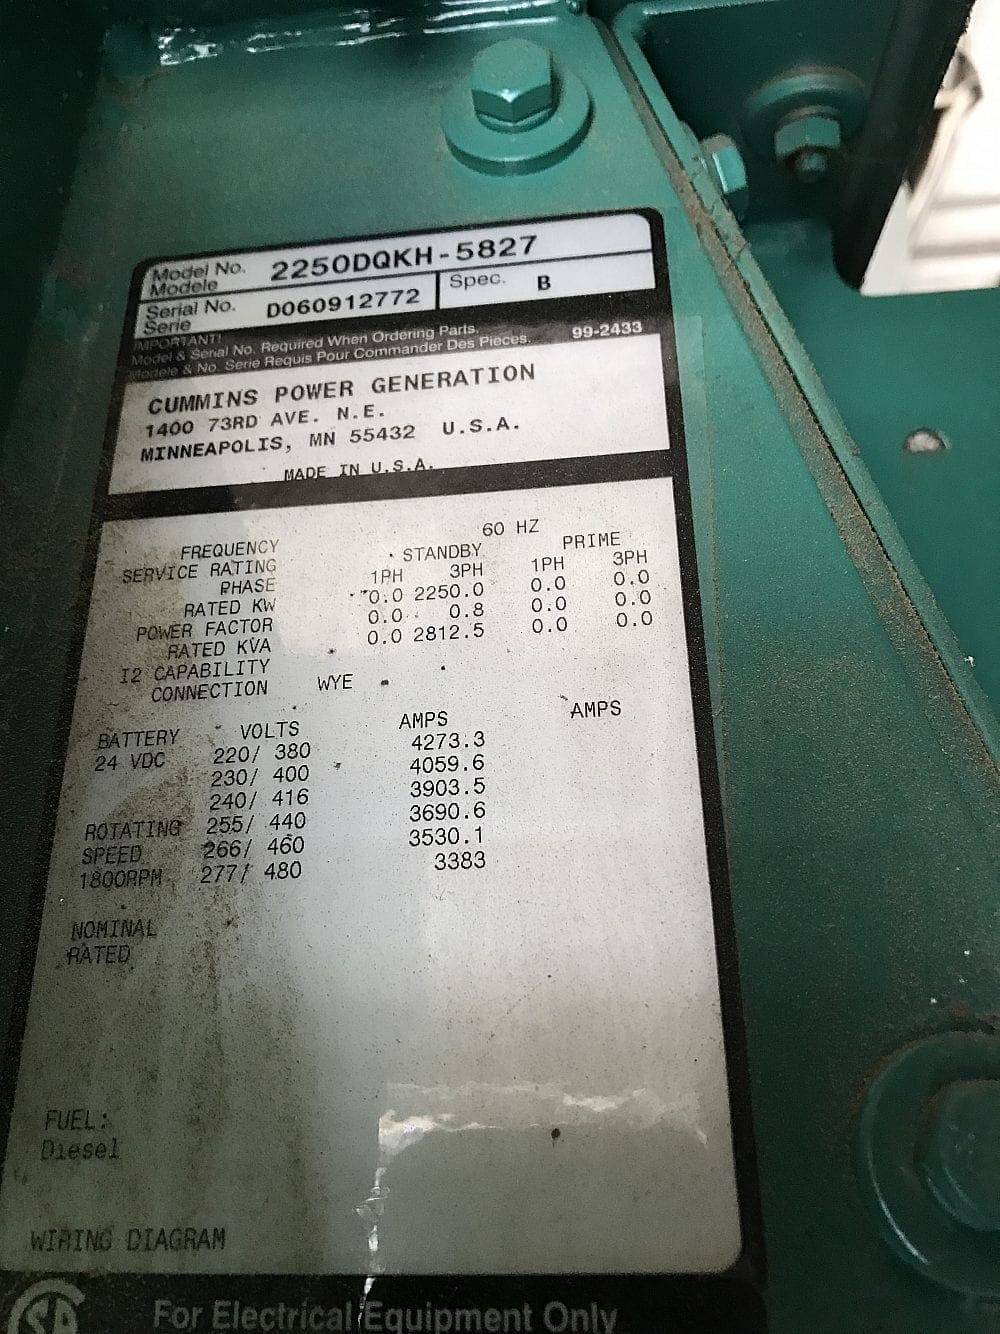 Model No. 2250DQKH-5827
Modele
Serial No. D060912772 Spec. B
Serie
IMPORTANT!
Model & Serial No. Required When Ordering Parts. 99-2433
Modele & No. Serie Requis Pour Commander Des Pieces.
CUMMINS POWER GENERATION
1400 73RD AVE. N.E.
MINNEAPOLIS, MN 55432 U.S.A.
MADE IN U.S.A.
FREQUENCY 60 HZ
SERVICE RATING STANDBY PRIME
PHASE 1PH 3PH 1PH 3PH
RATED KW 0.0 2250.0 0.0 0.0
POWER FACTOR 0.0 0.8 0.0 0.0
RATED KVA 0.0 2812.5 0.0 0.0
I2 CAPABILITY
CONNECTION WYE
BATTERY VOLTS AMPS AMPS
24 VDC 220/ 380 4273.3
230/ 400 4059.6
240/ 416 3903.5
ROTATING 255/ 440 3690.6
SPEED 266/ 460 3530.1
1800RPM 277/ 480 3383
NOMINAL
RATED
FUEL:
Diesel
WIRING DIAGRAM
For Electrical Equipment Only